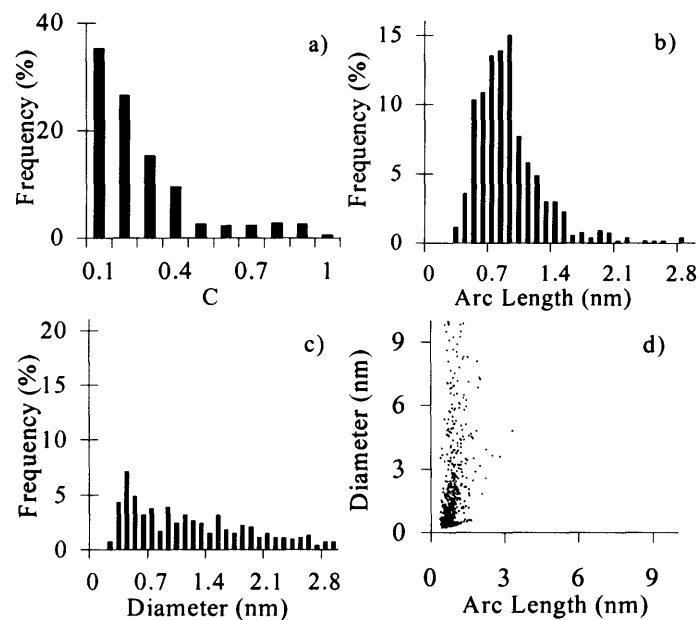 a)
Frequency (%)
40
20
0
0.1 0.4 0.7 1
C
b)
Frequency (%)
15
10
5
0
0 0.7 1.4 2.1 2.8
Arc Length (nm)
c)
Frequency (%)
20
15
10
5
0
0 0.7 1.4 2.1 2.8
Diameter (nm)
d)
Diameter (nm)
9
6
3
0
0 3 6 9
Arc Length (nm)